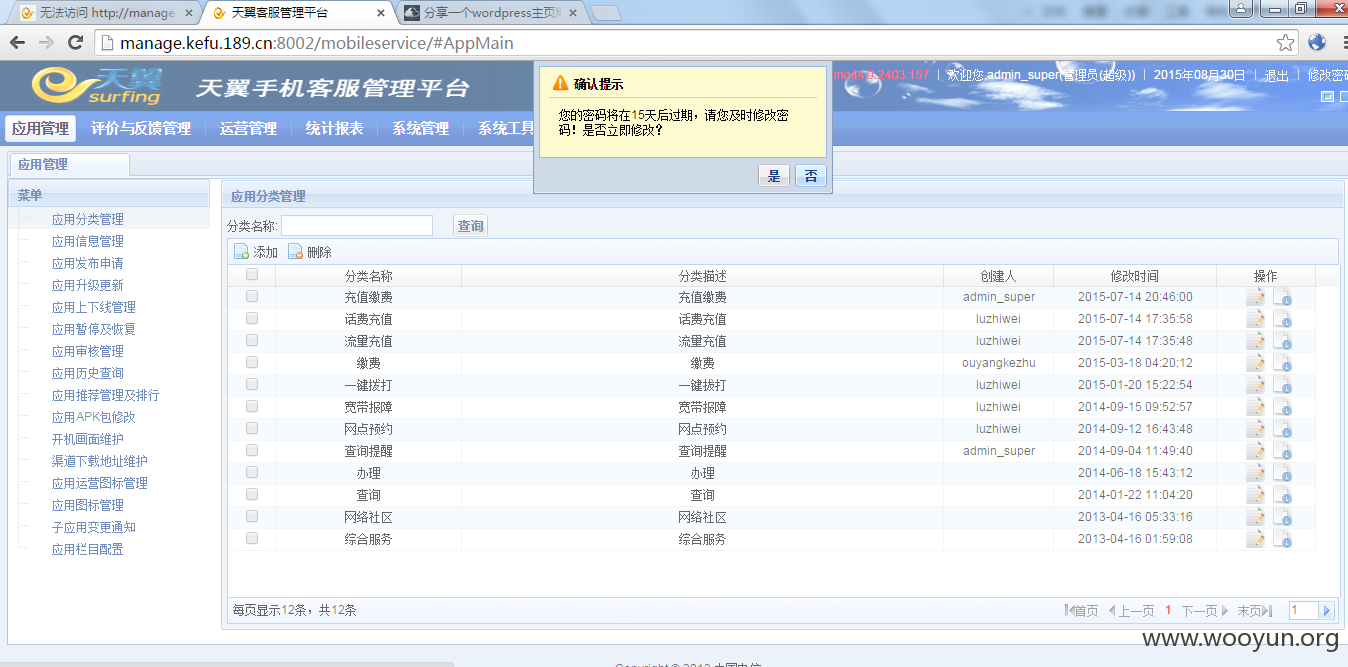 无法访问 http://manage.
天翼客服管理平台
分享一个wordpress主页
manage.kefu.189.cn:8002/mobileservice/#AppMain
天翼
surfing
天翼手机客服管理平台
欢迎您,admin_super(管理员(超级))
2015年08月30日
退出
修改密码
确认提示
您的密码将在15天后过期，请您及时修改密
码！是否立即修改？
是
否
应用管理
评价与反馈管理
运营管理
统计报表
系统管理
系统工具
应用管理
菜单
应用分类管理
应用信息管理
应用发布申请
应用升级更新
应用上下线管理
应用暂停及恢复
应用审核管理
应用历史查询
应用推荐管理及排行
应用APK包修改
开机画面维护
渠道下载地址维护
应用运营图标管理
应用图标管理
子应用变更通知
应用栏目配置
应用分类管理
分类名称:
查询
添加
删除
分类名称 分类描述 创建人 修改时间 操作
充值缴费 充值缴费 admin_super 2015-07-14 20:46:00
话费充值 话费充值 luzhiwei 2015-07-14 17:35:58
流量充值 流量充值 luzhiwei 2015-07-14 17:35:48
缴费 缴费 ouyangkezhu 2015-03-18 04:20:12
一键拨打 一键拨打 luzhiwei 2015-01-20 15:22:54
宽带报障 宽带报障 luzhiwei 2014-09-15 09:52:57
网点预约 网点预约 luzhiwei 2014-09-12 16:43:48
查询提醒 查询提醒 admin_super 2014-09-04 11:49:40
办理 办理 2014-06-18 15:43:12
查询 查询 2014-01-22 11:04:20
网络社区 网络社区 2013-04-16 05:33:16
综合服务 综合服务 2013-04-16 01:59:08
每页显示12条，共12条
首页
上一页
1
下一页
末页
1
www.wooyun.org